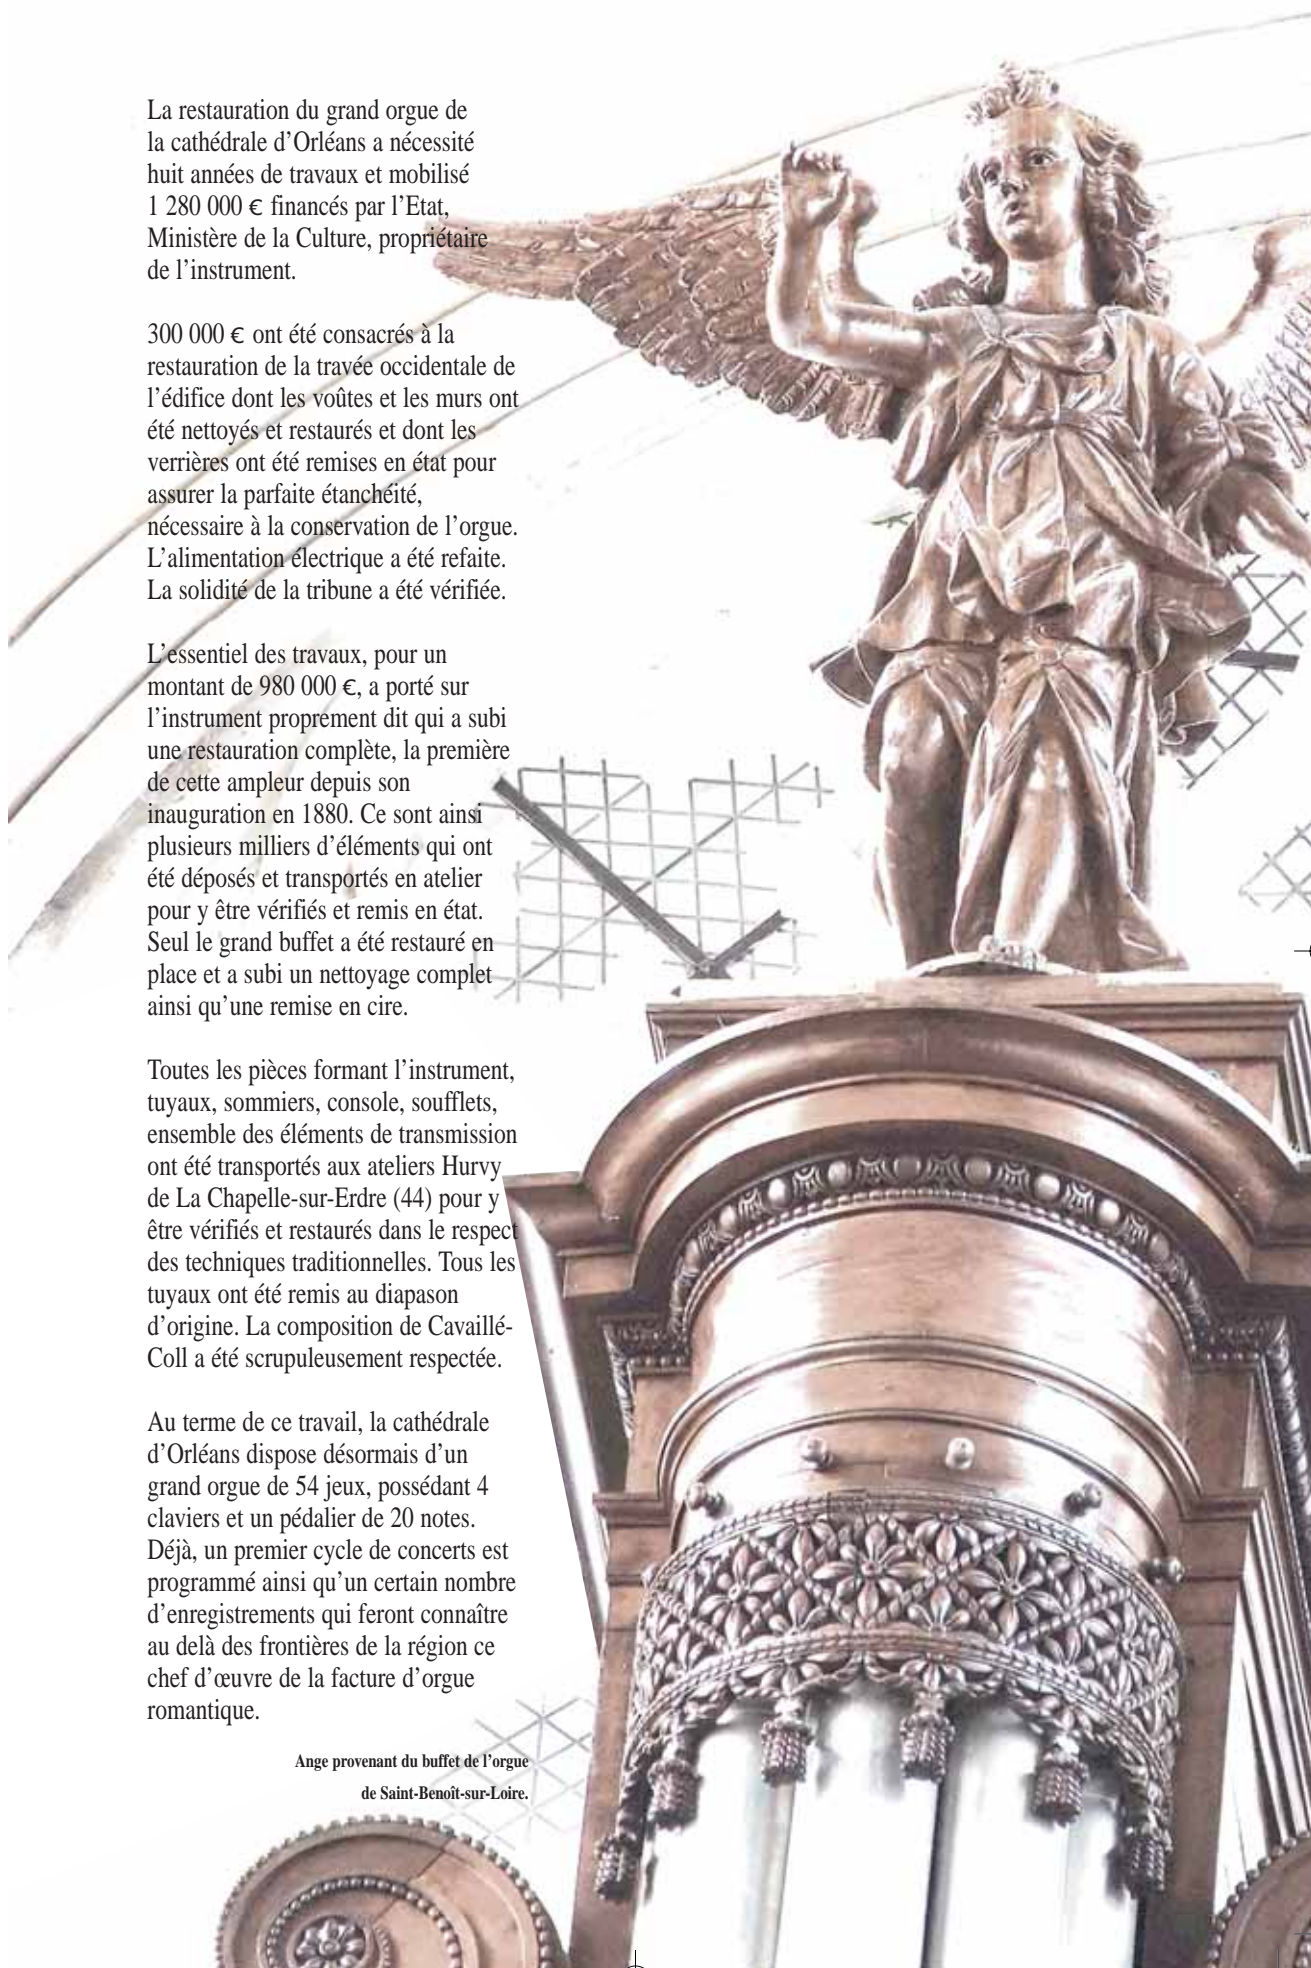 La restauration du grand orgue de
la cathédrale d’Orléans a nécessité
huit années de travaux et mobilisé
1 280 000 € financés par l’Etat,
Ministère de la Culture, propriétaire
de l’instrument.
300 000 € ont été consacrés à la
restauration de la travée occidentale de
l’édifice dont les voûtes et les murs ont
été nettoyés et restaurés et dont les
verrières ont été remises en état pour
assurer la parfaite étanchéité,
nécessaire à la conservation de l’orgue.
L’alimentation électrique a été refaite.
La solidité de la tribune a été vérifiée.
L’essentiel des travaux, pour un
montant de 980 000 €, a porté sur
l’instrument proprement dit qui a subi
une restauration complète, la première
de cette ampleur depuis son
inauguration en 1880. Ce sont ainsi
plusieurs milliers d’éléments qui ont
été déposés et transportés en atelier
pour y être vérifiés et remis en état.
Seul le grand buffet a été restauré en
place et a subi un nettoyage complet
ainsi qu’une remise en cire.
Toutes les pièces formant l’instrument,
tuyaux, sommiers, console, soufflets,
ensemble des éléments de transmission
ont été transportés aux ateliers Hurvy
de La Chapelle-sur-Erdre (44) pour y
être vérifiés et restaurés dans le respect
des techniques traditionnelles. Tous les
tuyaux ont été remis au diapason
d’origine. La composition de Cavaillé-
Coll a été scrupuleusement respectée.
Au terme de ce travail, la cathédrale
d’Orléans dispose désormais d’un
grand orgue de 54 jeux, possédant 4
claviers et un pédalier de 20 notes.
Déjà, un premier cycle de concerts est
programmé ainsi qu’un certain nombre
d’enregistrements qui feront connaître
au delà des frontières de la région ce
chef d’œuvre de la facture d’orgue
romantique.
Ange provenant du buffet de l’orgue
de Saint-Benoît-sur-Loire.